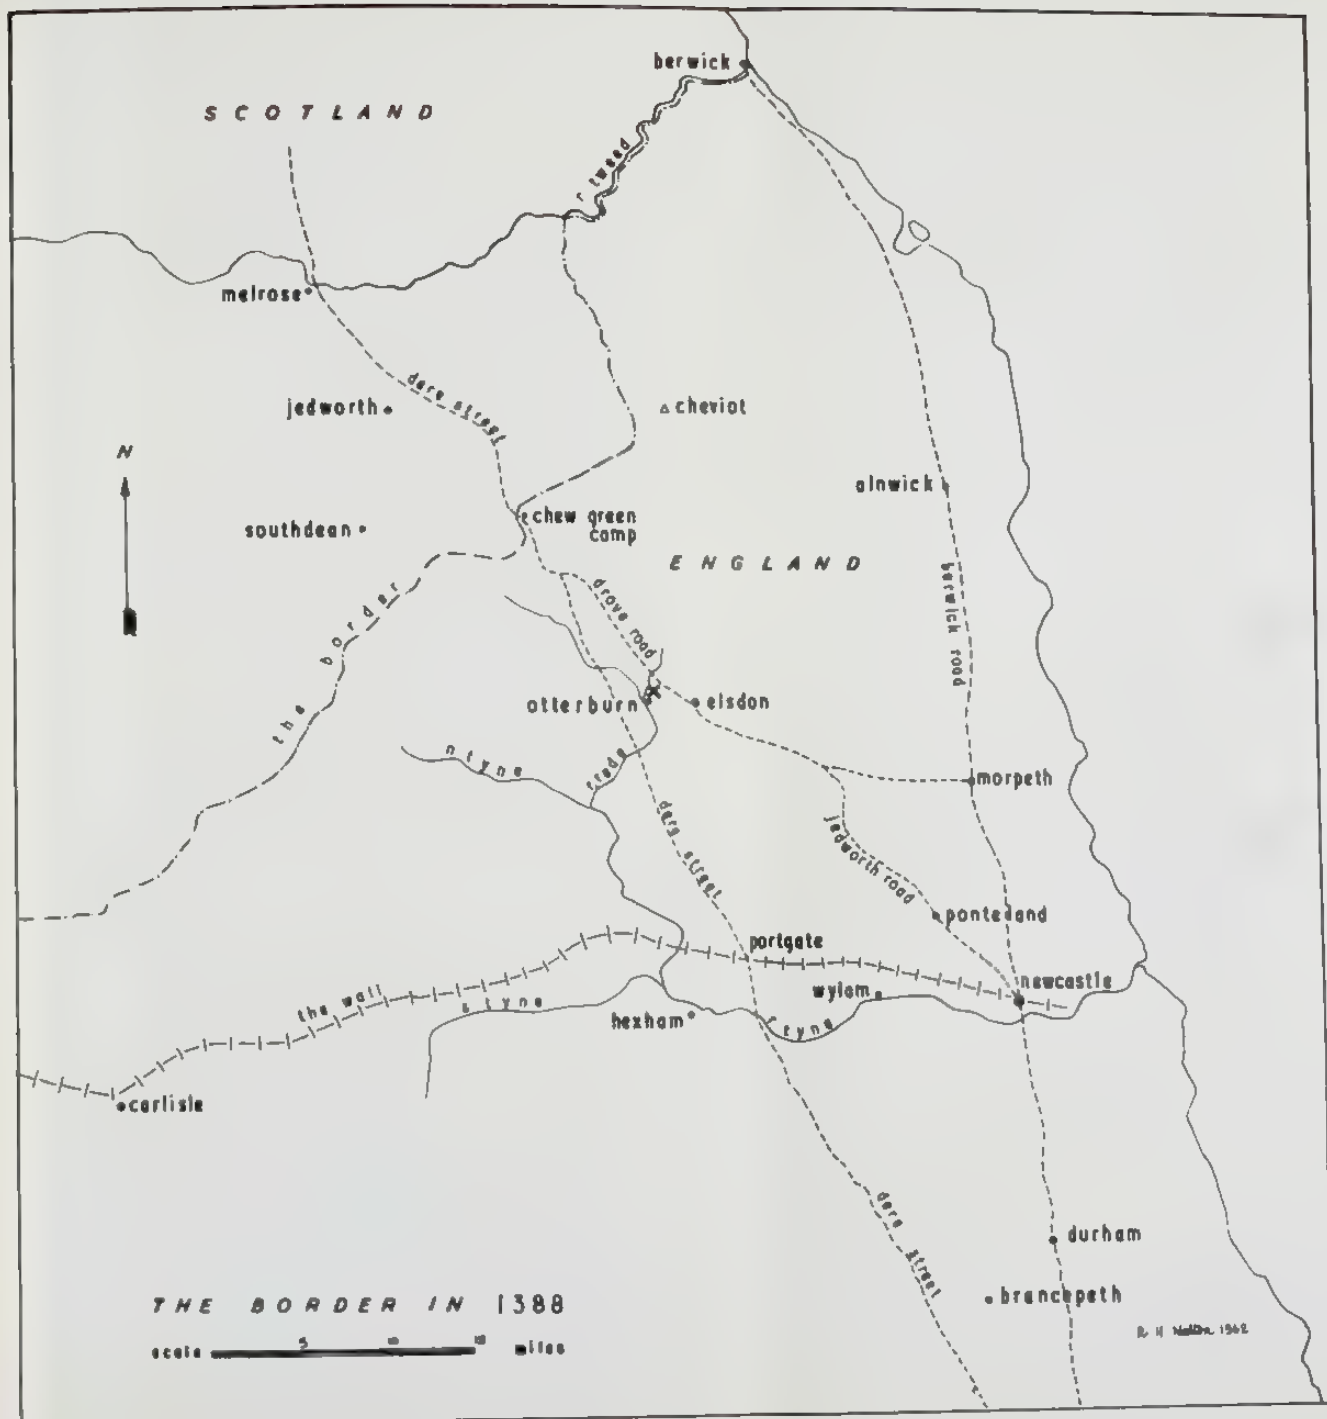 berwick
SCOTLAND
r tweed
melrose
dere street
jedworth
cheviot
N
alnwick
chew green
camp
southdean
ENGLAND
the border
drove road
berwick road
otterburn
elsdon
n tyne
r rede
morpeth
dere street
jedworth road
ponteland
portgate
the wall
s tyne
wylam
newcastle
hexham
r tyne
carlisle
dere street
durham
brancepeth
THE BORDER IN 1388
scale 5 miles
1962